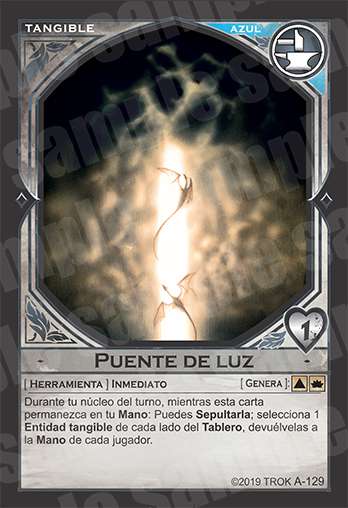 TANGIBLE
AZUL
1
PUENTE DE LUZ
- -
[ HERRAMIENTA ] INMEDIATO [ GENERA ]:
Durante tu núcleo del turno, mientras esta carta
permanezca en tu Mano: Puedes Sepultarla; selecciona 1
Entidad tangible de cada lado del Tablero, devuélvelas a
la Mano de cada jugador.
©2019 TROK A-129
sample